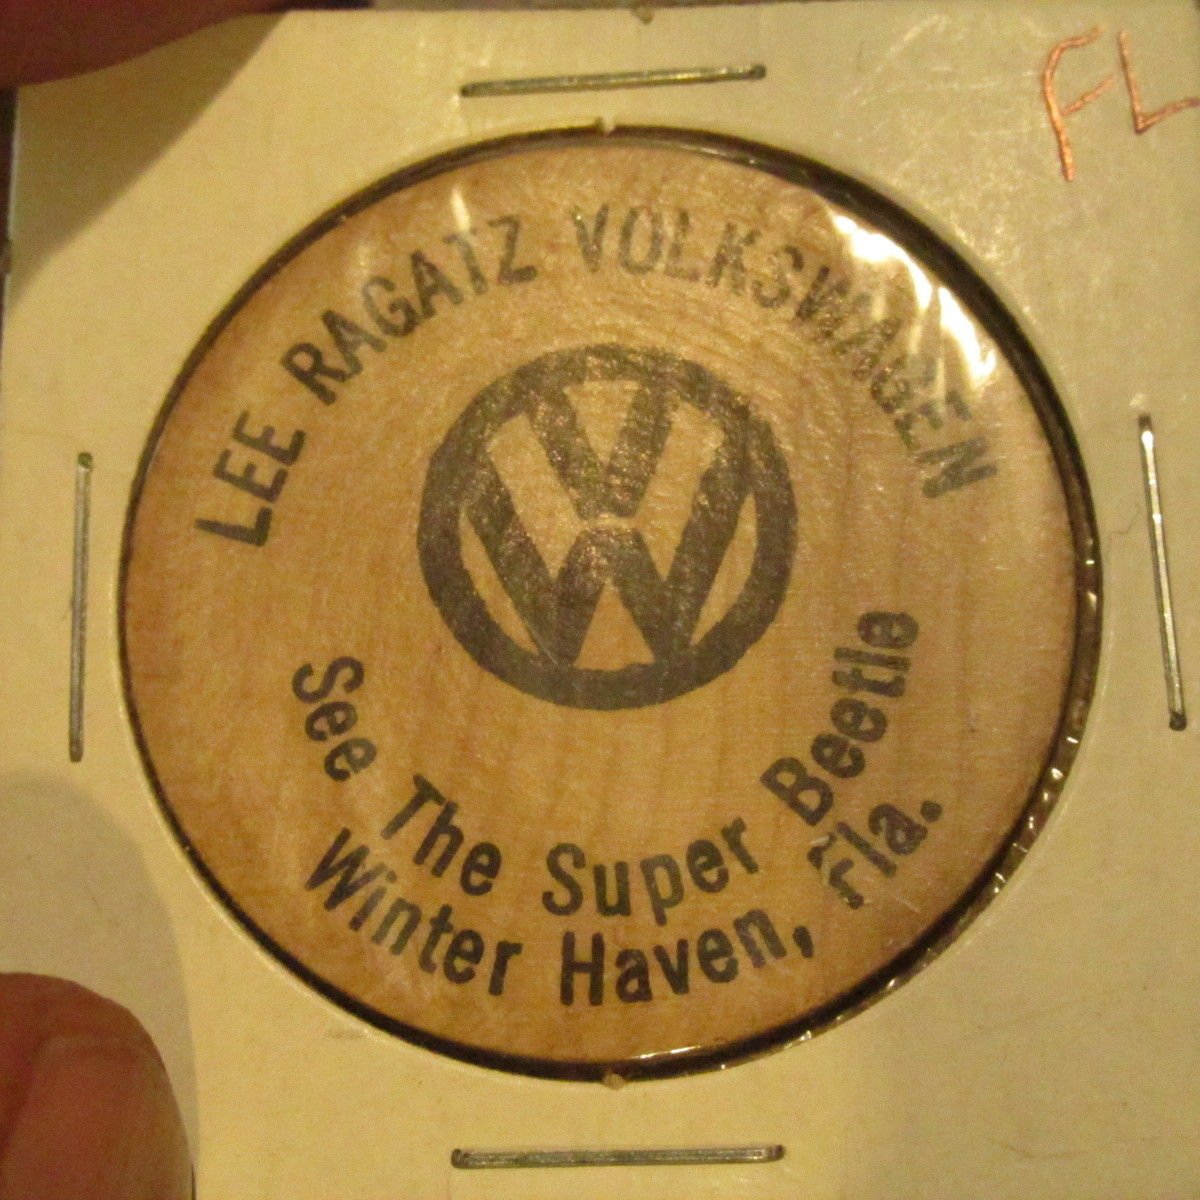 FL
LEE RAGATZ VOLKSWAGEN
VW
See The Super Beetle
Winter Haven, Fla.